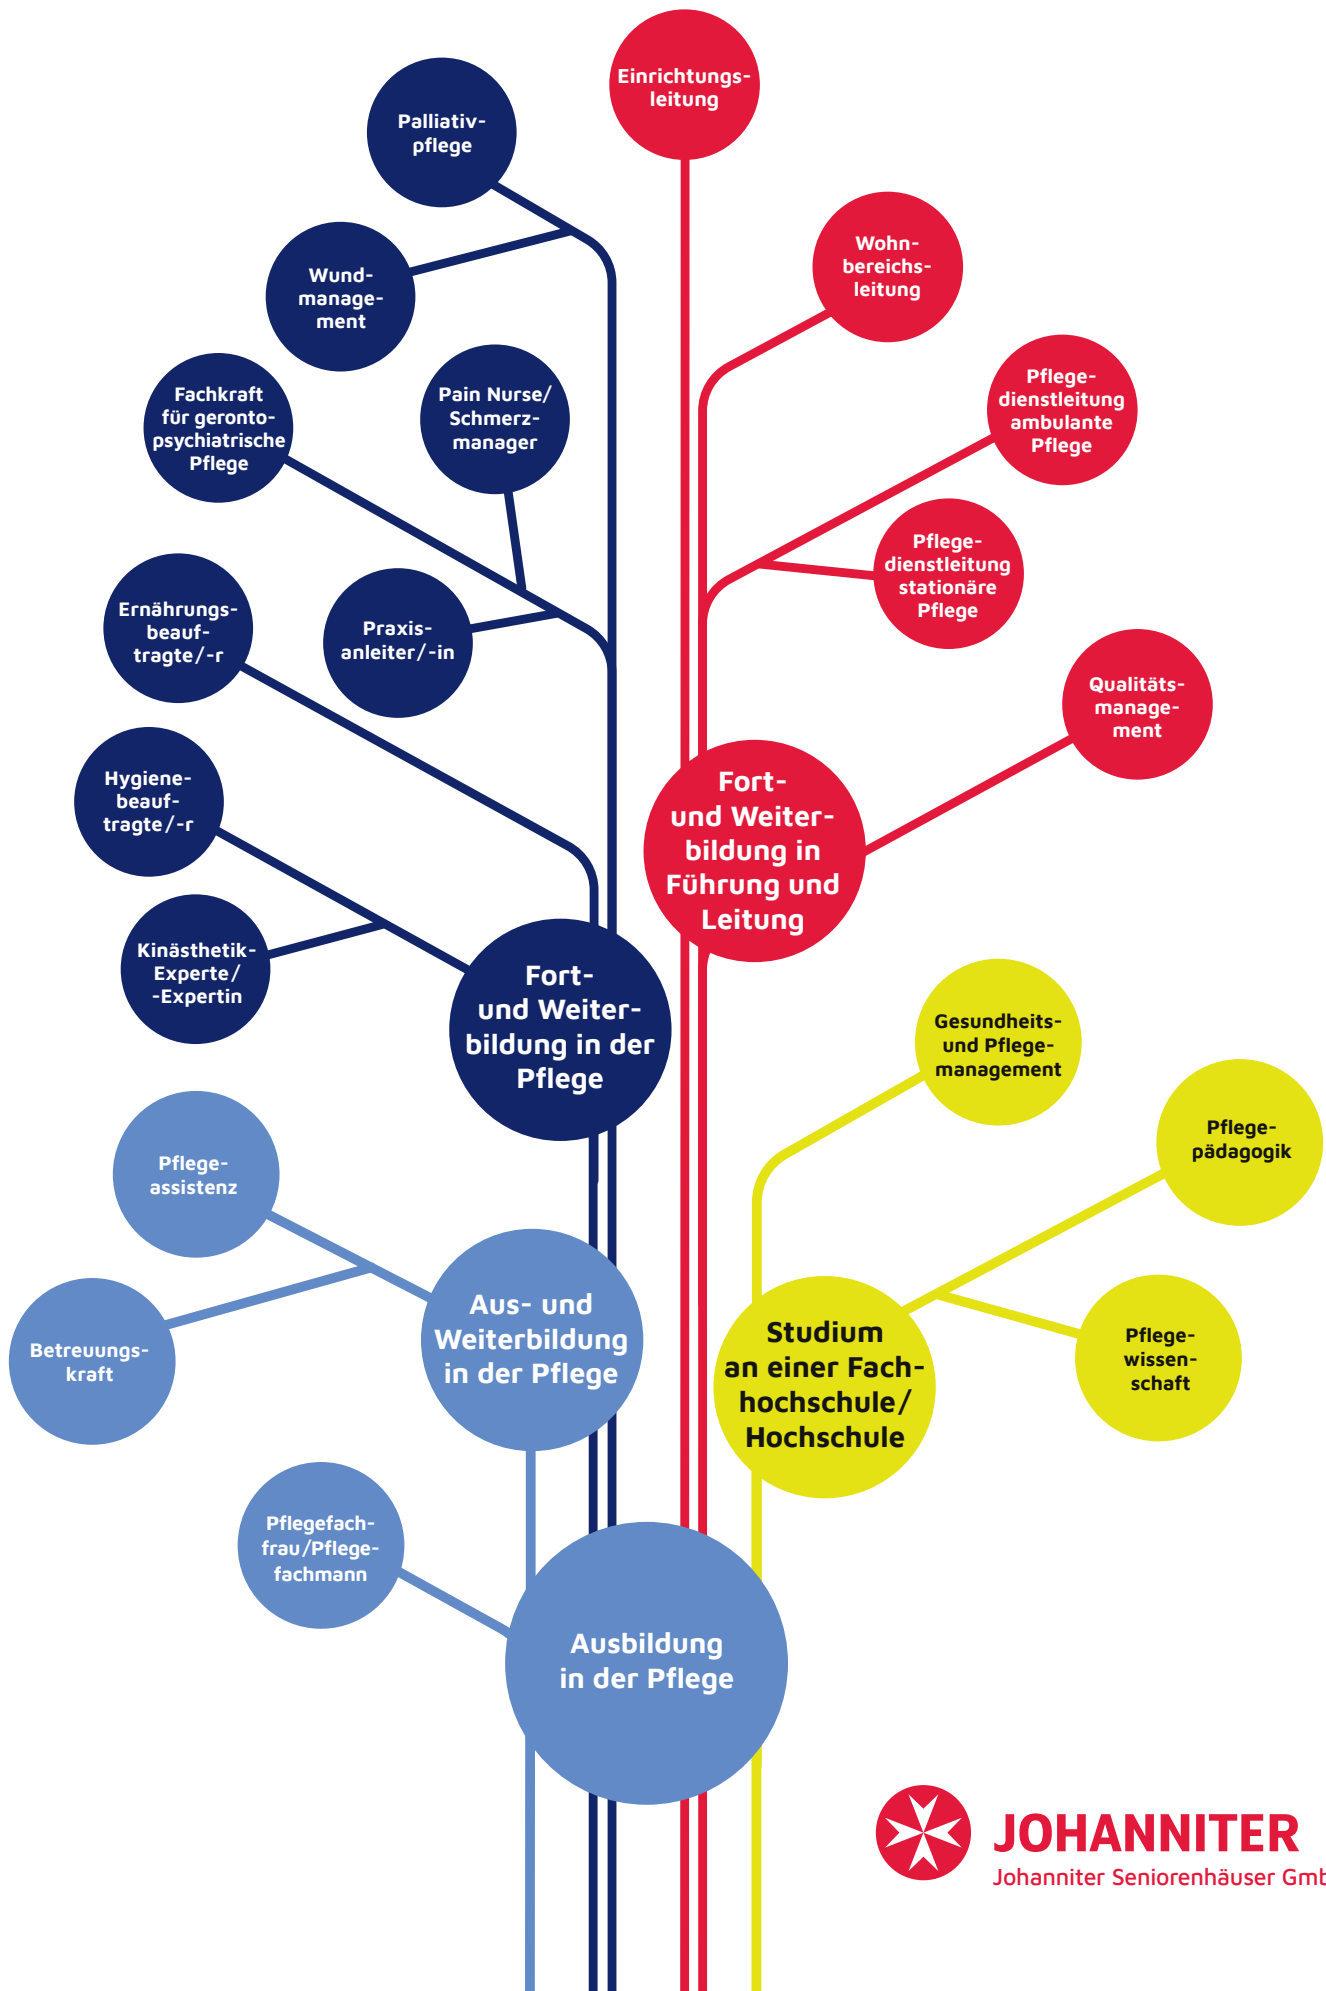 Einrichtungs-
leitung
Palliativ-
pflege
Wohn-
bereichs-
leitung
Wund-
manage-
ment
Fachkraft
für geronto-
psychiatrische
Pflege
Pain Nurse/
Schmerz-
manager
Pflege-
dienstleitung
ambulante
Pflege
Pflege-
dienstleitung
stationäre
Pflege
Ernährungs-
beauf-
tragte/-r
Praxis-
anleiter/-in
Qualitäts-
manage-
ment
Hygiene-
beauf-
tragte/-r
Fort-
und Weiter-
bildung in
Führung und
Leitung
Kinästhetik-
Experte/
-Expertin
Fort-
und Weiter-
bildung in der
Pflege
Gesundheits-
und Pflege-
management
Pflege-
pädagogik
Pflege-
assistenz
Aus- und
Weiterbildung
in der Pflege
Studium
an einer Fach-
hochschule/
Hochschule
Pflege-
wissen-
schaft
Betreuungs-
kraft
Pflegefach-
frau/Pflege-
fachmann
Ausbildung
in der Pflege
JOHANNITER
Johanniter Seniorenhäuser